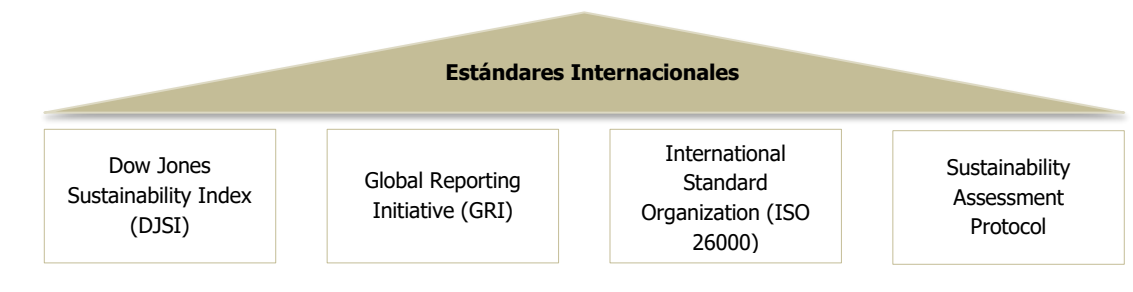 Estándares Internacionales
Dow Jones
Sustainability Index
(DJSI)
Global Reporting
Initiative (GRI)
International
Standard
Organization (ISO
26000)
Sustainability
Assessment
Protocol